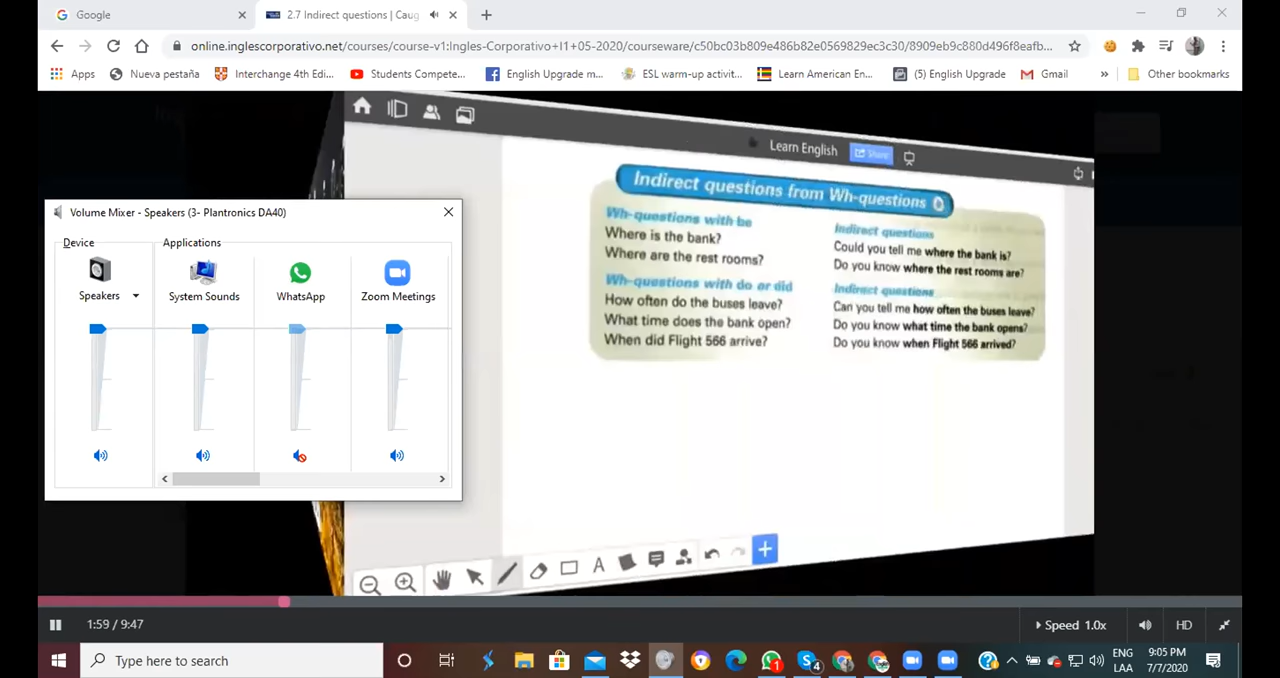 Google
2.7 Indirect questions | Caug
online.inglescorporativo.net/courses/course-v1:Ingles-Corporativo+I1+05-2020/courseware/c50bc03b809e486b82e0569829ec3c30/8909eb9c880d496f8eafb...
Apps
Nueva pestaña
Interchange 4th Edi...
Students Compete...
English Upgrade m...
ESL warm-up activit...
Learn American En...
(5) English Upgrade
Gmail
»
Other bookmarks
Learn English
Share
Indirect questions from Wh-questions
Wh-questions with be
Where is the bank?
Where are the rest rooms?
Wh-questions with do or did
How often do the buses leave?
What time does the bank open?
When did Flight 566 arrive?
Indirect questions
Could you tell me where the bank is?
Do you know where the rest rooms are?
Indirect questions
Can you tell me how often the buses leave?
Do you know what time the bank opens?
Do you know when Flight 566 arrived?
Volume Mixer - Speakers (3- Plantronics DA40)
Device
Applications
Speakers
System Sounds
WhatsApp
Zoom Meetings
A
1:59 / 9:47
Speed 1.0x
HD
Type here to search
1
4
ENG
LAA
9:05 PM
7/7/2020